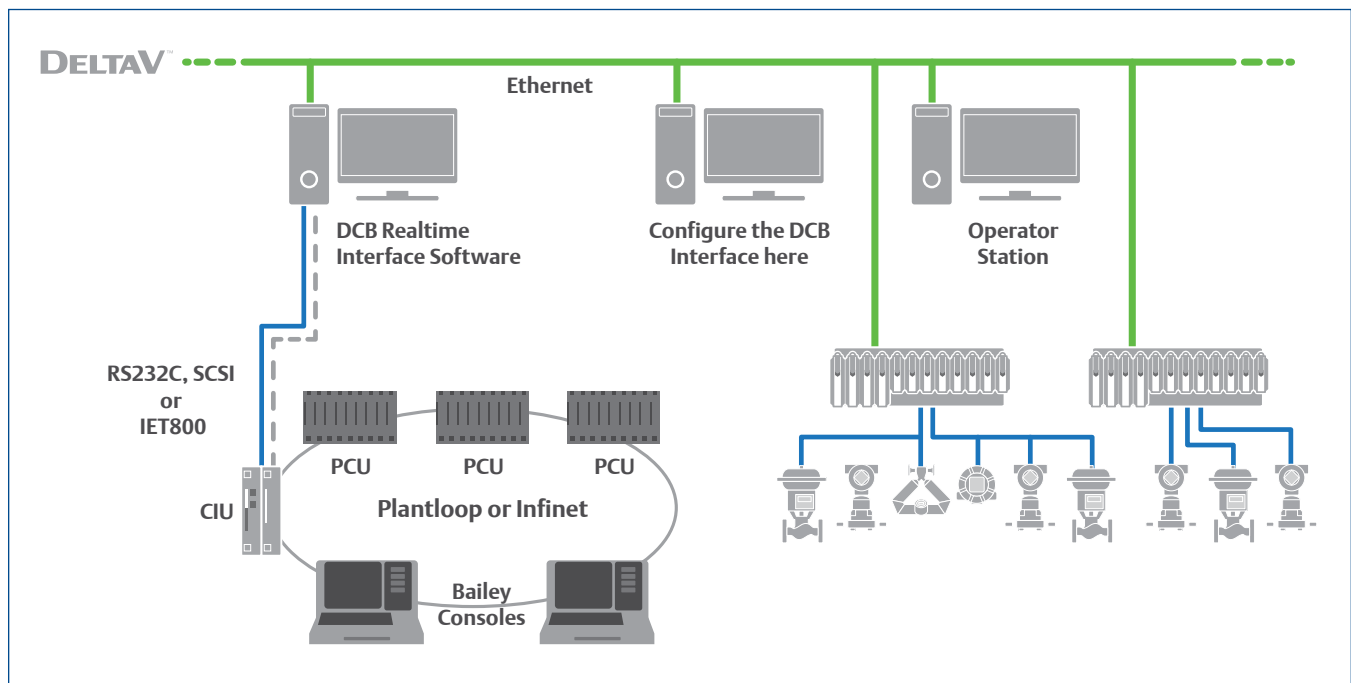 DELTAV™
Ethernet
DCB Realtime
Interface Software
Configure the DCB
Interface here
Operator
Station
RS232C, SCSI
or
IET800
PCU
PCU
PCU
CIU
Plantloop or Infinet
Bailey
Consoles